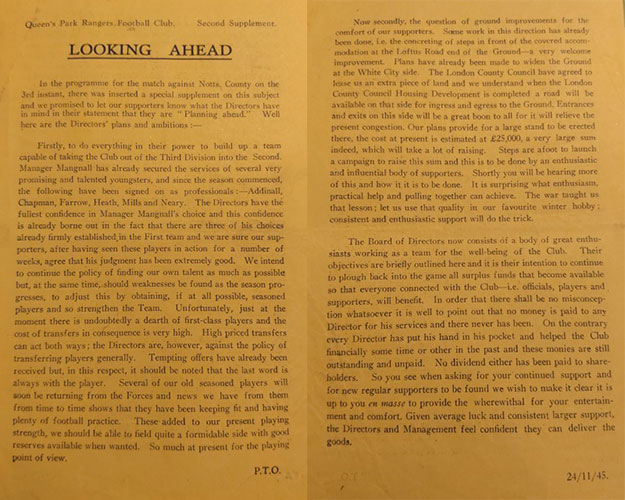 Queen's Park Rangers Football Club. Second Supplement.
LOOKING AHEAD
In the programme for the match against Notts, County on the
3rd instant, there was inserted a special supplement on this subject
and we promised to let our supporters know what the Directors have
in mind in their statement that they are "Planning ahead." Well
here are the Directors' plans and ambitions :—
Firstly, to do everything in their power to build up a team
capable of taking the Club out of the Third Division into the Second.
Manager Mangnall has already secured the services of several very
promising and talented youngsters, and since the season commenced,
the following have been signed on as professionals :—Addinall,
Chapman, Farrow, Heath, Mills and Neary. The Directors have the
fullest confidence in Manager Mangnall's choice and this confidence
is already borne out in the fact that there are three of his choices
already firmly established, in the First team and we are sure our sup-
porters, after having seen these players in action for a number of
weeks, agree that his judgment has been extremely good. We intend
to continue the policy of finding our own talent as much as possible
but, at the same time, should weaknesses be found as the season pro-
gresses, to adjust this by obtaining, if at all possible, seasoned
players and so strengthen the Team. Unfortunately, just at the
moment there is undoubtedly a dearth of first-class players and the
cost of transfers in consequence is very high. High priced transfers
can act both ways; the Directors are, however, against the policy of
transferring players generally. Tempting offers have already been
received but, in this respect, it should be noted that the last word is
always with the player. Several of our old seasoned players will
soon be returning from the Forces and news we have from them
from time to time shows that they have been keeping fit and having
plenty of football practice. These added to our present playing
strength, we should be able to field quite a formidable side with good
reserves available when wanted. So much at present for the playing
point of view.
P.T.O.
Now secondly, the question of ground improvements for the
comfort of our supporters. Some work in this direction has already
been done, i.e. the concreting of steps in front of the covered accom-
modation at the Loftus Road end of the Ground—a very welcome
improvement. Plans have already been made to widen the Ground
at the White City side. The London County Council have agreed to
lease us an extra piece of land and we understand when the London
County Council Housing Development is completed a road will be
available on that side for ingress and egress to the Ground. Entrances
and exits on this side will be a great boon to all for it will relieve the
present congestion. Our plans provide for a large stand to be erected
there, the cost at present is estimated at £25,000, a very large sum
indeed, which will take a lot of raising. Steps are afoot to launch
a campaign to raise this sum and this is to be done by an enthusiastic
and influential body of supporters. Shortly you will be hearing more
of this and how it it is to be done. It is surprising what enthusiasm,
practical help and pulling together can achieve. The war taught us
that lesson; let us use that quality in our favourite winter hobby;
consistent and enthusiastic support will do the trick.
The Board of Directors now consists of a body of great enthu-
siasts working as a team for the well-being of the Club. Their
objectives are briefly outlined here and it is their intention to continue
to plough back into the game all surplus funds that become available
so that everyone connected with the Club—i.e. officials, players and
supporters, will benefit. In order that there shall be no misconcep-
tion whatsoever it is well to point out that no money is paid to any
Director for his services and there never has been. On the contrary
every Director has put his hand in his pocket and helped the Club
financially some time or other in the past and these monies are still
outstanding and unpaid. No dividend either has been paid to share-
holders. So you see when asking for your continued support and
for new regular supporters to be found we wish to make it clear it is
up to you en masse to provide the wherewithal for your entertain-
ment and comfort. Given average luck and consistent larger support,
the Directors and Management feel confident they can deliver the
goods.
24/11/45.